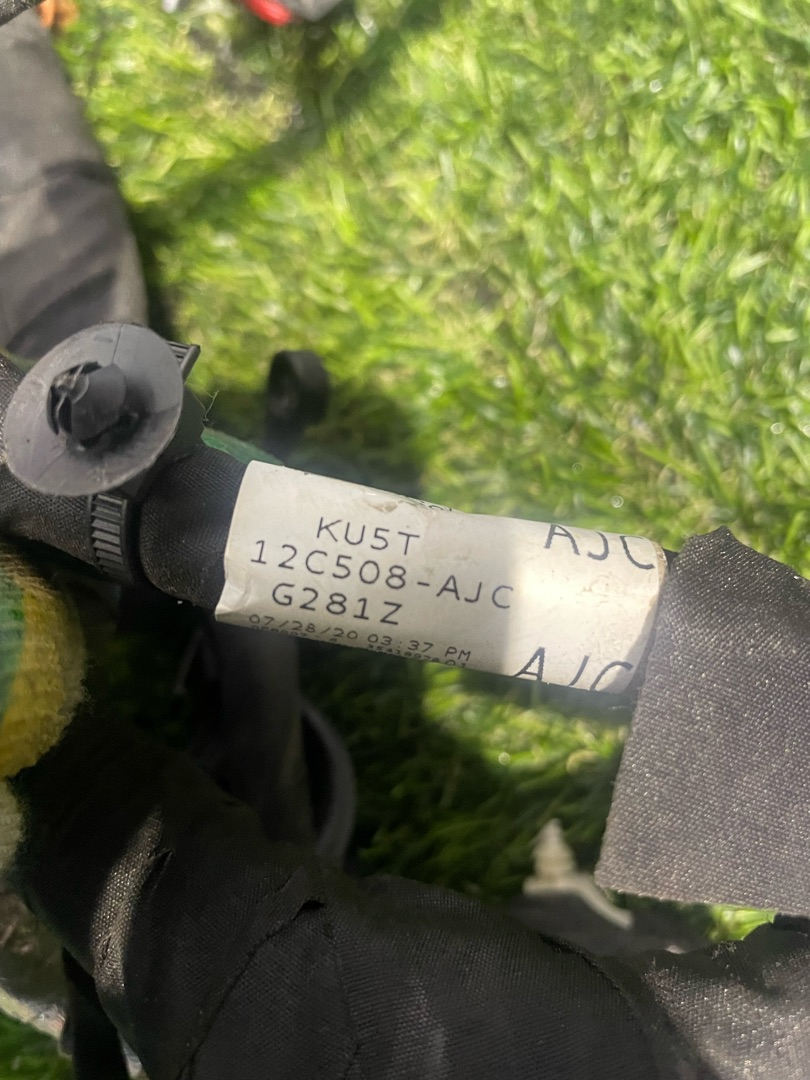 KU5T
12C508-AJC
G281Z
07/28/20 03:37 PM
AJC
AJC